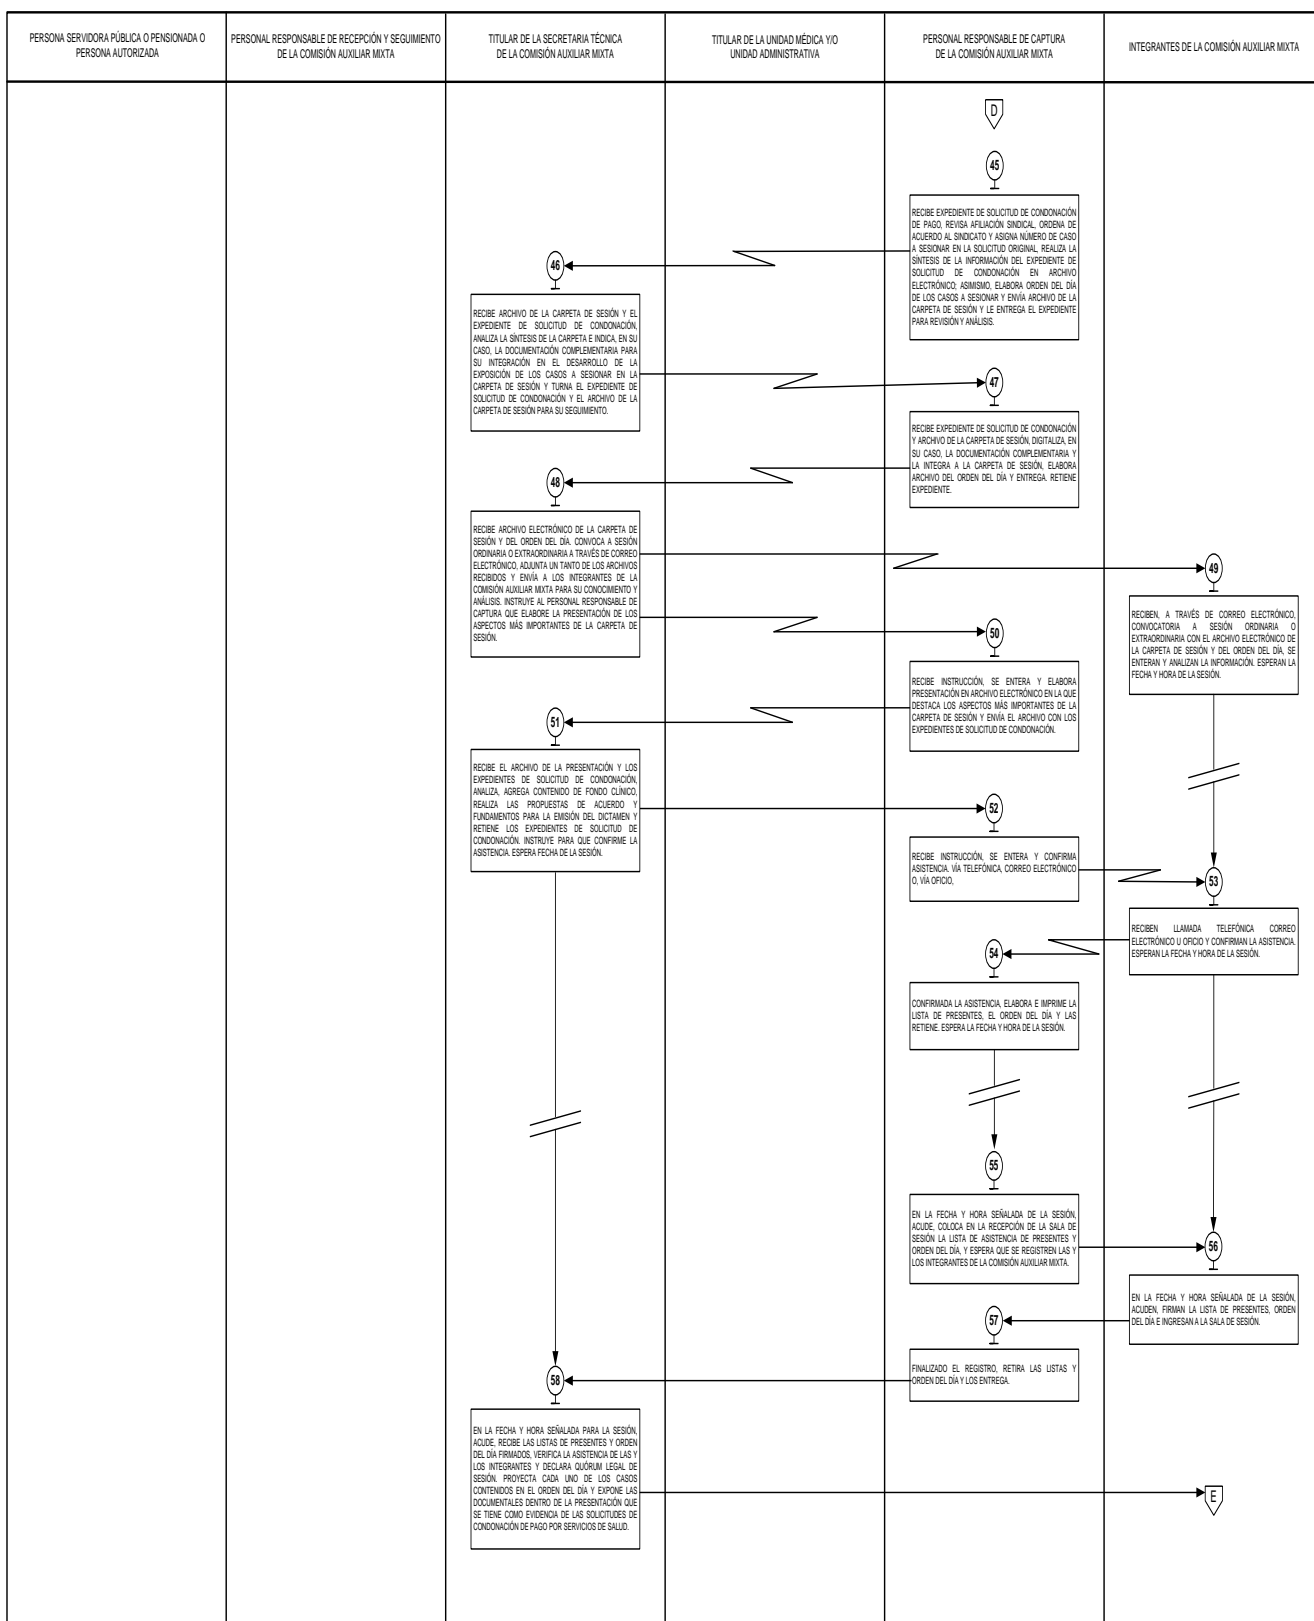 PERSONA SERVIDORA PÚBLICA O PENSIONADA O
PERSONA AUTORIZADA
PERSONAL RESPONSABLE DE RECEPCIÓN Y SEGUIMIENTO
DE LA COMISIÓN AUXILIAR MIXTA
TITULAR DE LA SECRETARIA TÉCNICA
DE LA COMISIÓN AUXILIAR MIXTA
TITULAR DE LA UNIDAD MÉDICA Y/O
UNIDAD ADMINISTRATIVA
PERSONAL RESPONSABLE DE CAPTURA
DE LA COMISIÓN AUXILIAR MIXTA
INTEGRANTES DE LA COMISIÓN AUXILIAR MIXTA
D
45
RECIBE EXPEDIENTE DE SOLICITUD DE CONDONACIÓN
DE PAGO, REVISA AFILIACIÓN SINDICAL, ORDENA DE
ACUERDO AL SINDICATO Y ASIGNA NÚMERO DE CASO
A SESIONAR EN LA SOLICITUD ORIGINAL, REALIZA LA
SÍNTESIS DE LA INFORMACIÓN DEL EXPEDIENTE DE
SOLICITUD DE CONDONACIÓN EN ARCHIVO
ELECTRÓNICO; ASIMISMO, ELABORA ORDEN DEL DÍA
DE LOS CASOS A SESIONAR Y ENVÍA ARCHIVO DE LA
CARPETA DE SESIÓN Y LE ENTREGA EL EXPEDIENTE
PARA REVISIÓN Y ANÁLISIS.
46
RECIBE ARCHIVO DE LA CARPETA DE SESIÓN Y EL
EXPEDIENTE DE SOLICITUD DE CONDONACIÓN,
ANALIZA LA SÍNTESIS DE LA CARPETA E INDICA, EN SU
CASO, LA DOCUMENTACIÓN COMPLEMENTARIA PARA
SU INTEGRACIÓN EN EL DESARROLLO DE LA
EXPOSICIÓN DE LOS CASOS A SESIONAR EN LA
CARPETA DE SESIÓN Y TURNA EL EXPEDIENTE DE
SOLICITUD DE CONDONACIÓN Y EL ARCHIVO DE LA
CARPETA DE SESIÓN PARA SU SEGUIMIENTO.
47
RECIBE EXPEDIENTE DE SOLICITUD DE CONDONACIÓN
Y ARCHIVO DE LA CARPETA DE SESIÓN, DIGITALIZA, EN
SU CASO, LA DOCUMENTACIÓN COMPLEMENTARIA Y
LA INTEGRA A LA CARPETA DE SESIÓN, ELABORA
ARCHIVO DEL ORDEN DEL DÍA Y ENTREGA. RETIENE
EXPEDIENTE.
48
RECIBE ARCHIVO ELECTRÓNICO DE LA CARPETA DE
SESIÓN Y DEL ORDEN DEL DÍA. CONVOCA A SESIÓN
ORDINARIA O EXTRAORDINARIA A TRAVÉS DE CORREO
ELECTRÓNICO, ADJUNTA UN TANTO DE LOS ARCHIVOS
RECIBIDOS Y ENVÍA A LOS INTEGRANTES DE LA
COMISIÓN AUXILIAR MIXTA PARA SU CONOCIMIENTO Y
ANÁLISIS. INSTRUYE AL PERSONAL RESPONSABLE DE
CAPTURA QUE ELABORE LA PRESENTACIÓN DE LOS
ASPECTOS MÁS IMPORTANTES DE LA CARPETA DE
SESIÓN.
49
RECIBEN, A TRAVÉS DE CORREO ELECTRÓNICO,
CONVOCATORIA A SESIÓN ORDINARIA O
EXTRAORDINARIA CON EL ARCHIVO ELECTRÓNICO DE
LA CARPETA DE SESIÓN Y DEL ORDEN DEL DÍA, SE
ENTERAN Y ANALIZAN LA INFORMACIÓN. ESPERAN LA
FECHA Y HORA DE LA SESIÓN.
50
RECIBE INSTRUCCIÓN, SE ENTERA Y ELABORA
PRESENTACIÓN EN ARCHIVO ELECTRÓNICO EN LA QUE
DESTACA LOS ASPECTOS MÁS IMPORTANTES DE LA
CARPETA DE SESIÓN Y ENVÍA EL ARCHIVO CON LOS
EXPEDIENTES DE SOLICITUD DE CONDONACIÓN.
51
RECIBE EL ARCHIVO DE LA PRESENTACIÓN Y LOS
EXPEDIENTES DE SOLICITUD DE CONDONACIÓN,
ANALIZA, AGREGA CONTENIDO DE FONDO CLÍNICO,
REALIZA LAS PROPUESTAS DE ACUERDO Y
FUNDAMENTOS PARA LA EMISIÓN DEL DICTAMEN Y
RETIENE LOS EXPEDIENTES DE SOLICITUD DE
CONDONACIÓN. INSTRUYE PARA QUE CONFIRME LA
ASISTENCIA. ESPERA FECHA DE LA SESIÓN.
52
RECIBE INSTRUCCIÓN, SE ENTERA Y CONFIRMA
ASISTENCIA. VÍA TELEFÓNICA, CORREO ELECTRÓNICO
O, VÍA OFICIO,
53
RECIBEN LLAMADA TELEFÓNICA CORREO
ELECTRÓNICO U OFICIO Y CONFIRMAN LA ASISTENCIA.
ESPERAN LA FECHA Y HORA DE LA SESIÓN.
54
CONFIRMADA LA ASISTENCIA, ELABORA E IMPRIME LA
LISTA DE PRESENTES, EL ORDEN DEL DÍA Y LAS
RETIENE. ESPERA LA FECHA Y HORA DE LA SESIÓN.
55
EN LA FECHA Y HORA SEÑALADA DE LA SESIÓN,
ACUDE, COLOCA EN LA RECEPCIÓN DE LA SALA DE
SESIÓN LA LISTA DE ASISTENCIA DE PRESENTES Y
ORDEN DEL DÍA, Y ESPERA QUE SE REGISTREN LAS Y
LOS INTEGRANTES DE LA COMISIÓN AUXILIAR MIXTA.
56
EN LA FECHA Y HORA SEÑALADA DE LA SESIÓN,
ACUDEN, FIRMAN LA LISTA DE PRESENTES, ORDEN
DEL DÍA E INGRESAN A LA SALA DE SESIÓN.
57
FINALIZADO EL REGISTRO, RETIRA LAS LISTAS Y
ORDEN DEL DÍA Y LOS ENTREGA.
58
EN LA FECHA Y HORA SEÑALADA PARA LA SESIÓN,
ACUDE, RECIBE LAS LISTAS DE PRESENTES Y ORDEN
DEL DÍA FIRMADOS, VERIFICA LA ASISTENCIA DE LAS Y
LOS INTEGRANTES Y DECLARA QUÓRUM LEGAL DE
SESIÓN. PROYECTA CADA UNO DE LOS CASOS
CONTENIDOS EN EL ORDEN DEL DÍA Y EXPONE LAS
DOCUMENTALES DENTRO DE LA PRESENTACIÓN QUE
SE TIENE COMO EVIDENCIA DE LAS SOLICITUDES DE
CONDONACIÓN DE PAGO POR SERVICIOS DE SALUD.
E